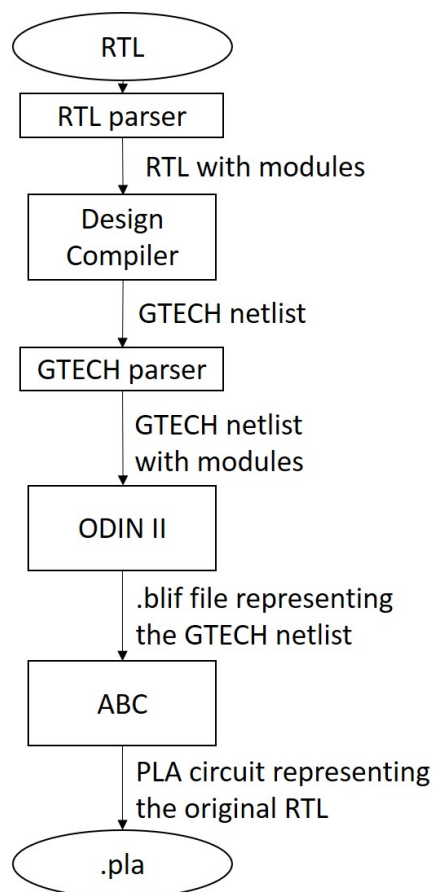 RTL
RTL parser
RTL with modules
Design
Compiler
GTECH netlist
GTECH parser
GTECH netlist
with modules
ODIN II
.blif file representing
the GTECH netlist
ABC
PLA circuit representing
the original RTL
.pla